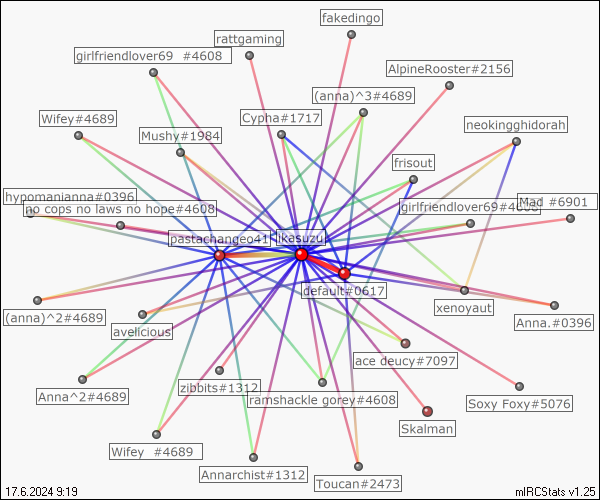 fakedingo
rattgaming
girlfriendlover69 #4608
AlpineRooster#2156
(anna)^3#4689
Wifey#4689
Cypha#1717
neokingghidorah
Mushy#1984
frisout
hypomanianna#0396
Mad #6901
no cops no laws no hope#4608
pastachangeo41
ikasuzu
default#0617
xenoyaut
(anna)^2#4689
avelicious
Anna.#0396
ace deucy#7097
zibbits#1312
Anna^2#4689
ramshackle gorey#4608
Soxy Foxy#5076
Skalman
Wifey #4689
Annarchist#1312
Toucan#2473
17.6.2024 9:19
mIRCStats v1.25